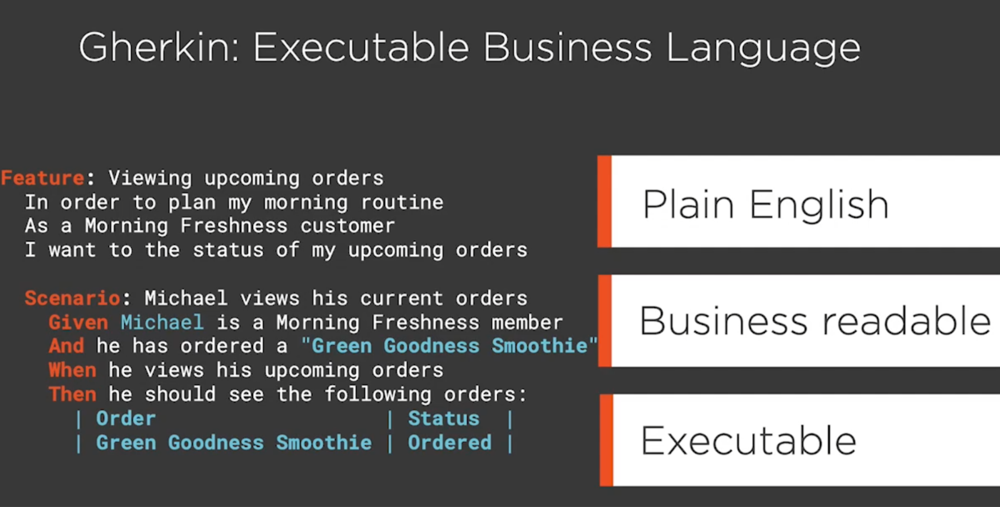 Gherkin: Executable Business Language
Feature: Viewing upcoming orders
In order to plan my morning routine
As a Morning Freshness customer
I want to the status of my upcoming orders
Scenario: Michael views his current orders
Given Michael is a Morning Freshness member
And he has ordered a "Green Goodness Smoothie"
When he views his upcoming orders
Then he should see the following orders:
| Order | Status |
| Green Goodness Smoothie | Ordered |
Plain English
Business readable
Executable